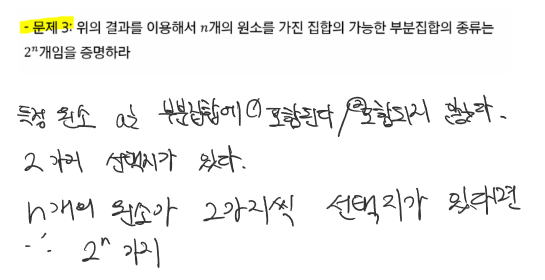 - 문제 3: 위의 결과를 이용해서 n개의 원소를 가진 집합의 가능한 부분집합의 종류는
2ⁿ개임을 증명하라
특정 원소 a는 부분집합에 ① 포함된다 / ② 포함되지 않는다.
2가지 선택지가 있다.
n개의 원소가 2가지씩 선택지가 있다면
∴ 2ⁿ 가지